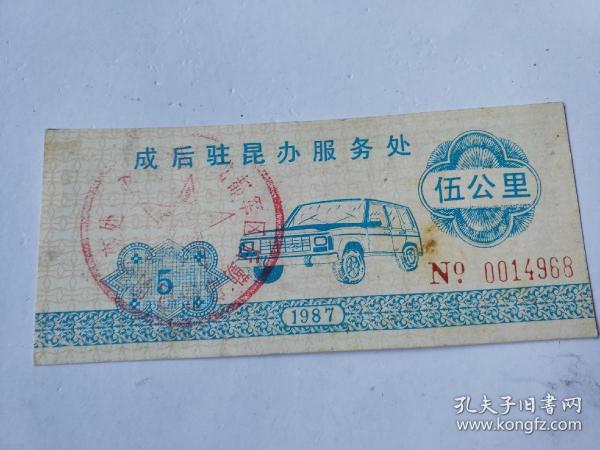 成后驻昆办服务处
伍公里
5
Nº 0014968
1987
孔夫子旧书网
www.kongfz.com